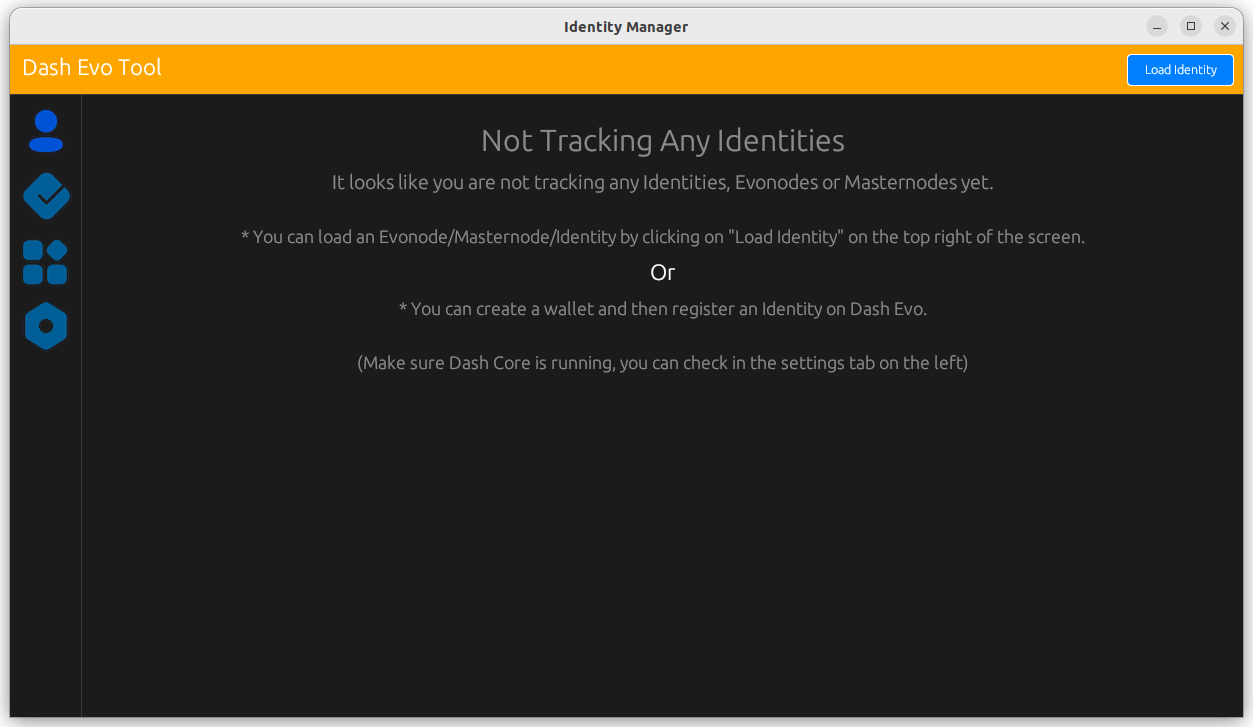 Identity Manager
Dash Evo Tool
Load Identity
Not Tracking Any Identities
It looks like you are not tracking any Identities, Evonodes or Masternodes yet.
* You can load an Evonode/Masternode/Identity by clicking on "Load Identity" on the top right of the screen.
Or
* You can create a wallet and then register an Identity on Dash Evo.
(Make sure Dash Core is running, you can check in the settings tab on the left)